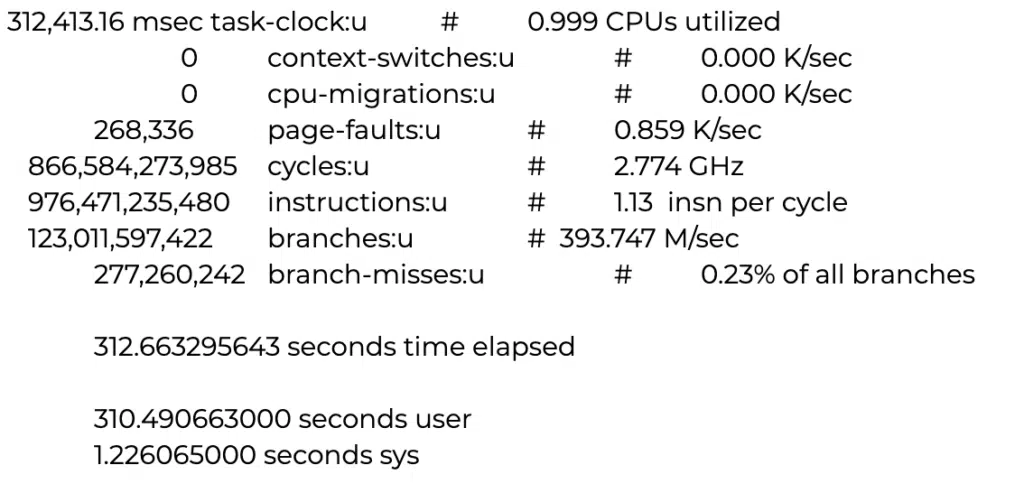 312,413.16 msec task-clock:u # 0.999 CPUs utilized
0 context-switches:u # 0.000 K/sec
0 cpu-migrations:u # 0.000 K/sec
268,336 page-faults:u # 0.859 K/sec
866,584,273,985 cycles:u # 2.774 GHz
976,471,235,480 instructions:u # 1.13 insn per cycle
123,011,597,422 branches:u # 393.747 M/sec
277,260,242 branch-misses:u # 0.23% of all branches
312.663295643 seconds time elapsed
310.490663000 seconds user
1.226065000 seconds sys